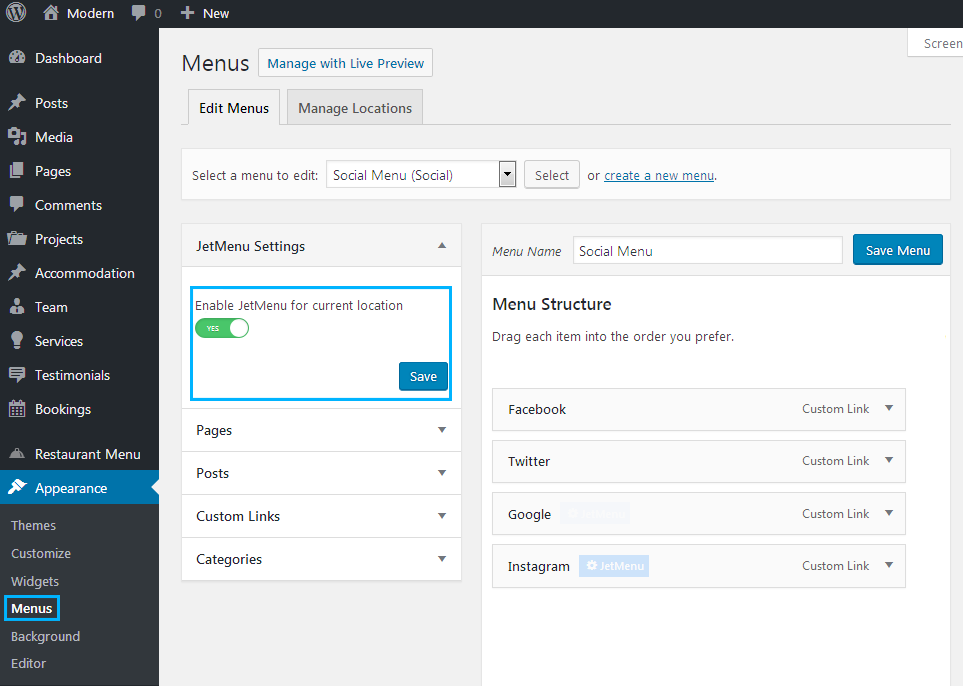 Modern 0 New
Dashboard
Posts
Media
Pages
Comments
Projects
Accommodation
Team
Services
Testimonials
Bookings
Restaurant Menu
Appearance
Themes
Customize
Widgets
Menus
Background
Editor
Screen
Menus Manage with Live Preview
Edit Menus Manage Locations
Select a menu to edit: Social Menu (Social) Select or create a new menu.
JetMenu Settings
Enable JetMenu for current location
YES
Save
Pages
Posts
Custom Links
Categories
Menu Name Social Menu Save Menu
Menu Structure
Drag each item into the order you prefer.
Facebook Custom Link
Twitter Custom Link
Google Custom Link
Instagram JetMenu Custom Link